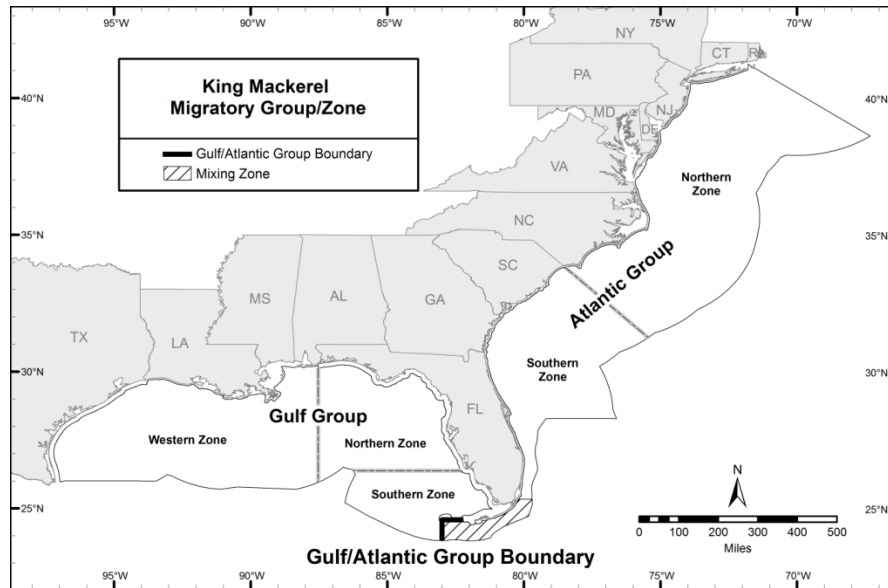 95°W 90°W 85°W 80°W 75°W 70°W
King Mackerel
Migratory Group/Zone
Gulf/Atlantic Group Boundary
Mixing Zone
NY
CT RI
PA
40°N 40°N
NJ
MD
DE
VA
Northern
Zone
NC
35°N 35°N
SC
Atlantic Group
MS AL GA
TX
LA
30°N 30°N
Southern
Zone
FL
Gulf Group
Western Zone
Northern Zone
Southern Zone
25°N 25°N
N
0 100 200 300 400 500
Miles
Gulf/Atlantic Group Boundary
95°W 90°W 85°W 80°W 75°W 70°W